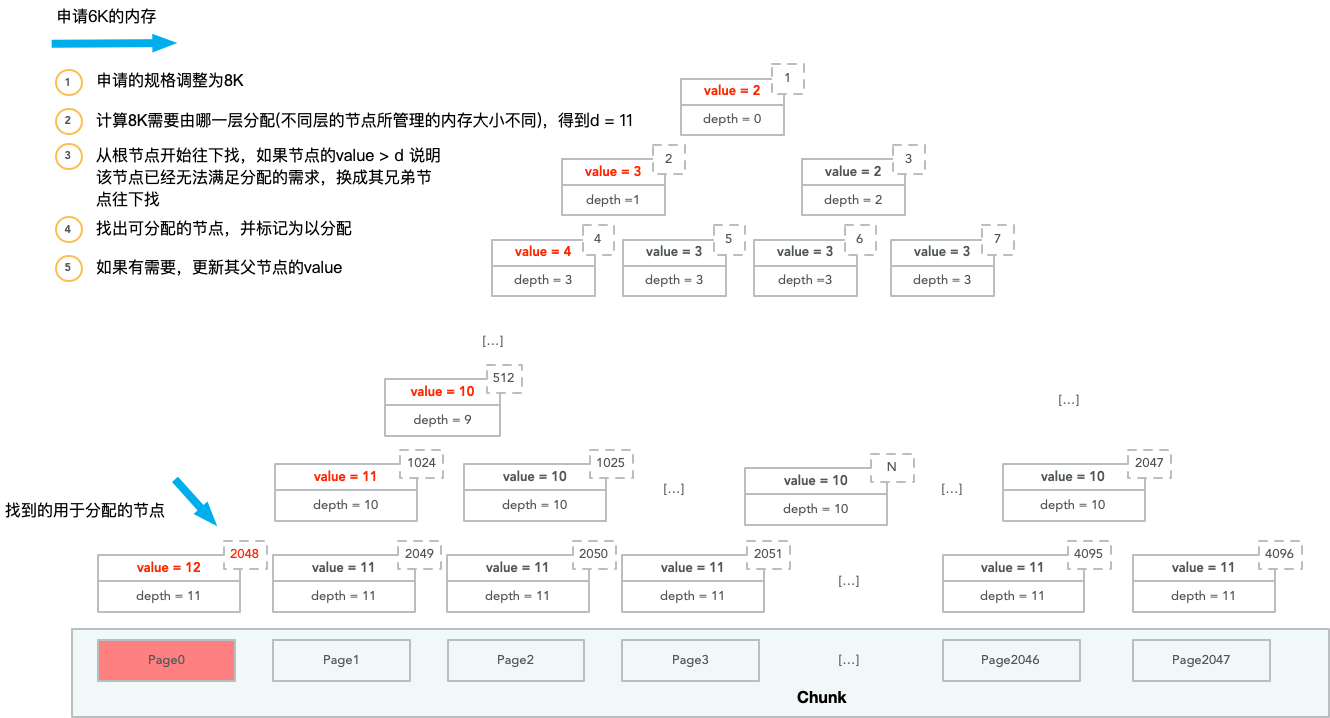 申请6K的内存
1 申请的规格调整为8K
2 计算8K需要由哪一层分配(不同层的节点所管理的内存大小不同)，得到d = 11
3 从根节点开始往下找，如果节点的value > d 说明
该节点已经无法满足分配的需求，换成其兄弟节
点往下找
4 找出可分配的节点，并标记为以分配
5 如果有需要，更新其父节点的value
1
value = 2
depth = 0
2 3
value = 3 value = 2
depth =1 depth = 2
4 5 6 7
value = 4 value = 3 value = 3 value = 3
depth = 3 depth = 3 depth =3 depth = 3
[...]
512
value = 10
depth = 9
[...]
1024 1025 N 2047
value = 11 value = 10 value = 10 value = 10
depth = 10 depth = 10 [...] depth = 10 [...] depth = 10
找到的用于分配的节点
2048 2049 2050 2051 4095 4096
value = 12 value = 11 value = 11 value = 11 [...] value = 11 value = 11
depth = 11 depth = 11 depth = 11 depth = 11 depth = 11 depth = 11
Page0 Page1 Page2 Page3 [...] Page2046 Page2047
Chunk